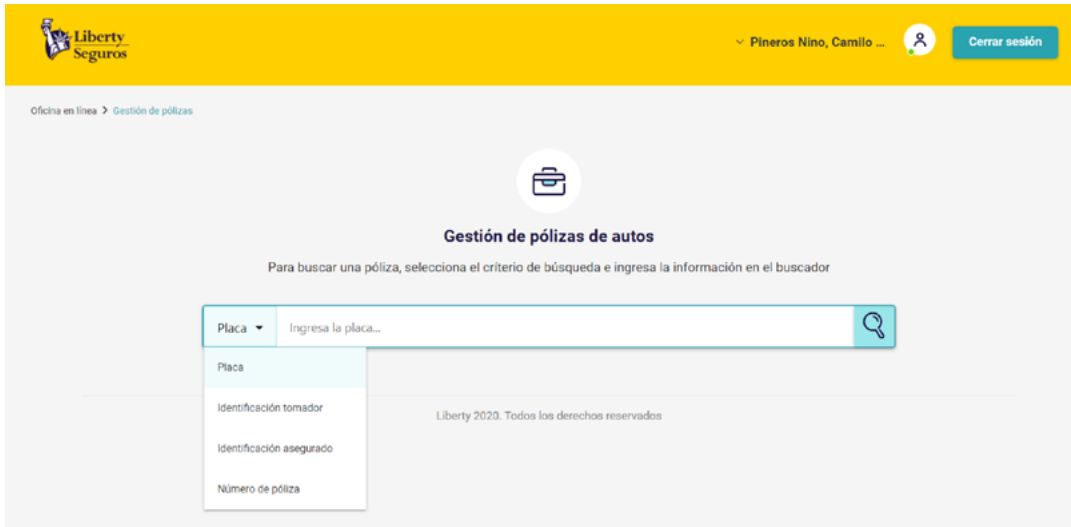 Liberty
Seguros
Pineros Nino, Camilo ...
Cerrar sesión
Oficina en línea > Gestión de pólizas
Gestión de pólizas de autos
Para buscar una póliza, selecciona el criterio de búsqueda e ingresa la información en el buscador
Placa
Ingresa la placa...
Placa
Identificación tomador
Identificación asegurado
Número de póliza
Liberty 2020. Todos los derechos reservados